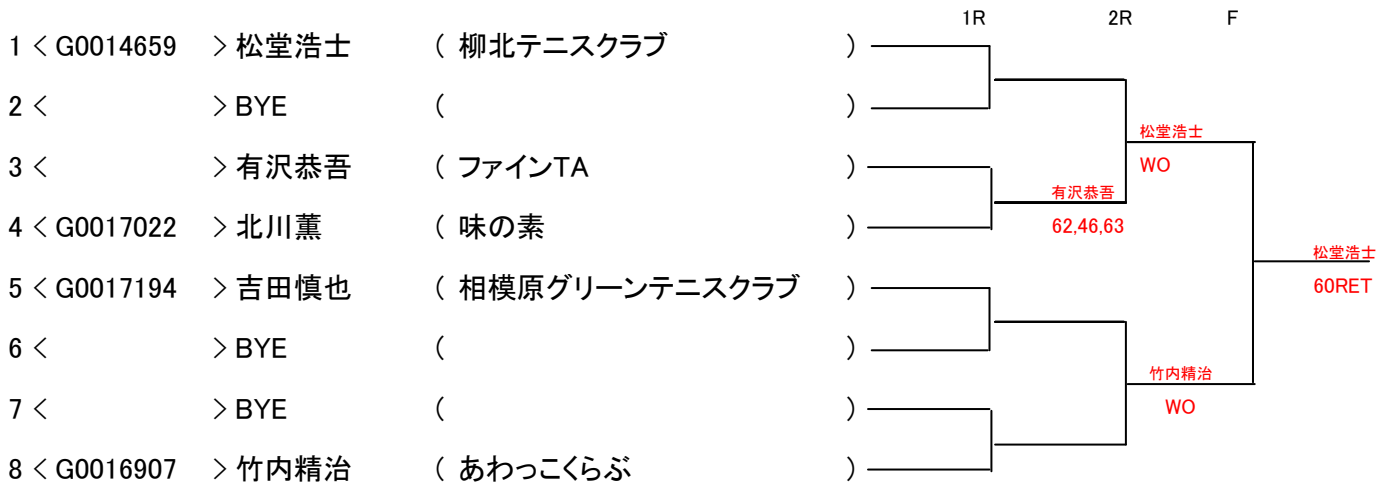 1R 2R F
1 < G0014659 > 松堂浩士 ( 柳北テニスクラブ )
2 < > BYE ( )
松堂浩士
3 < > 有沢恭吾 ( ファインTA )
WO
有沢恭吾
4 < G0017022 > 北川薫 ( 味の素 )
62,46,63
松堂浩士
5 < G0017194 > 吉田慎也 ( 相模原グリーンテニスクラブ )
60RET
6 < > BYE ( )
竹内精治
7 < > BYE ( )
WO
8 < G0016907 > 竹内精治 ( あわっこくらぶ )